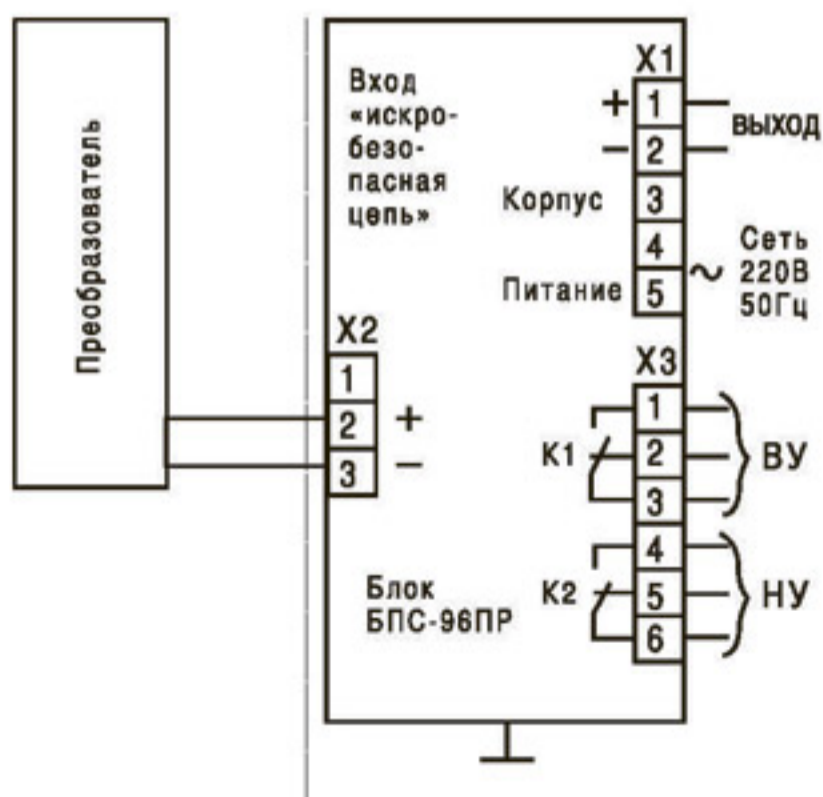 Преобразователь
Вход
«искро-
безо-
пасная
цепь»
X1
+ 1
ВЫХОД
− 2
Корпус 3
4
Питание 5
~
Сеть
220В
50Гц
X2
1
2 +
3 −
X3
1
К1 2
ВУ
3
4
К2 5
НУ
6
Блок
БПС-96ПР